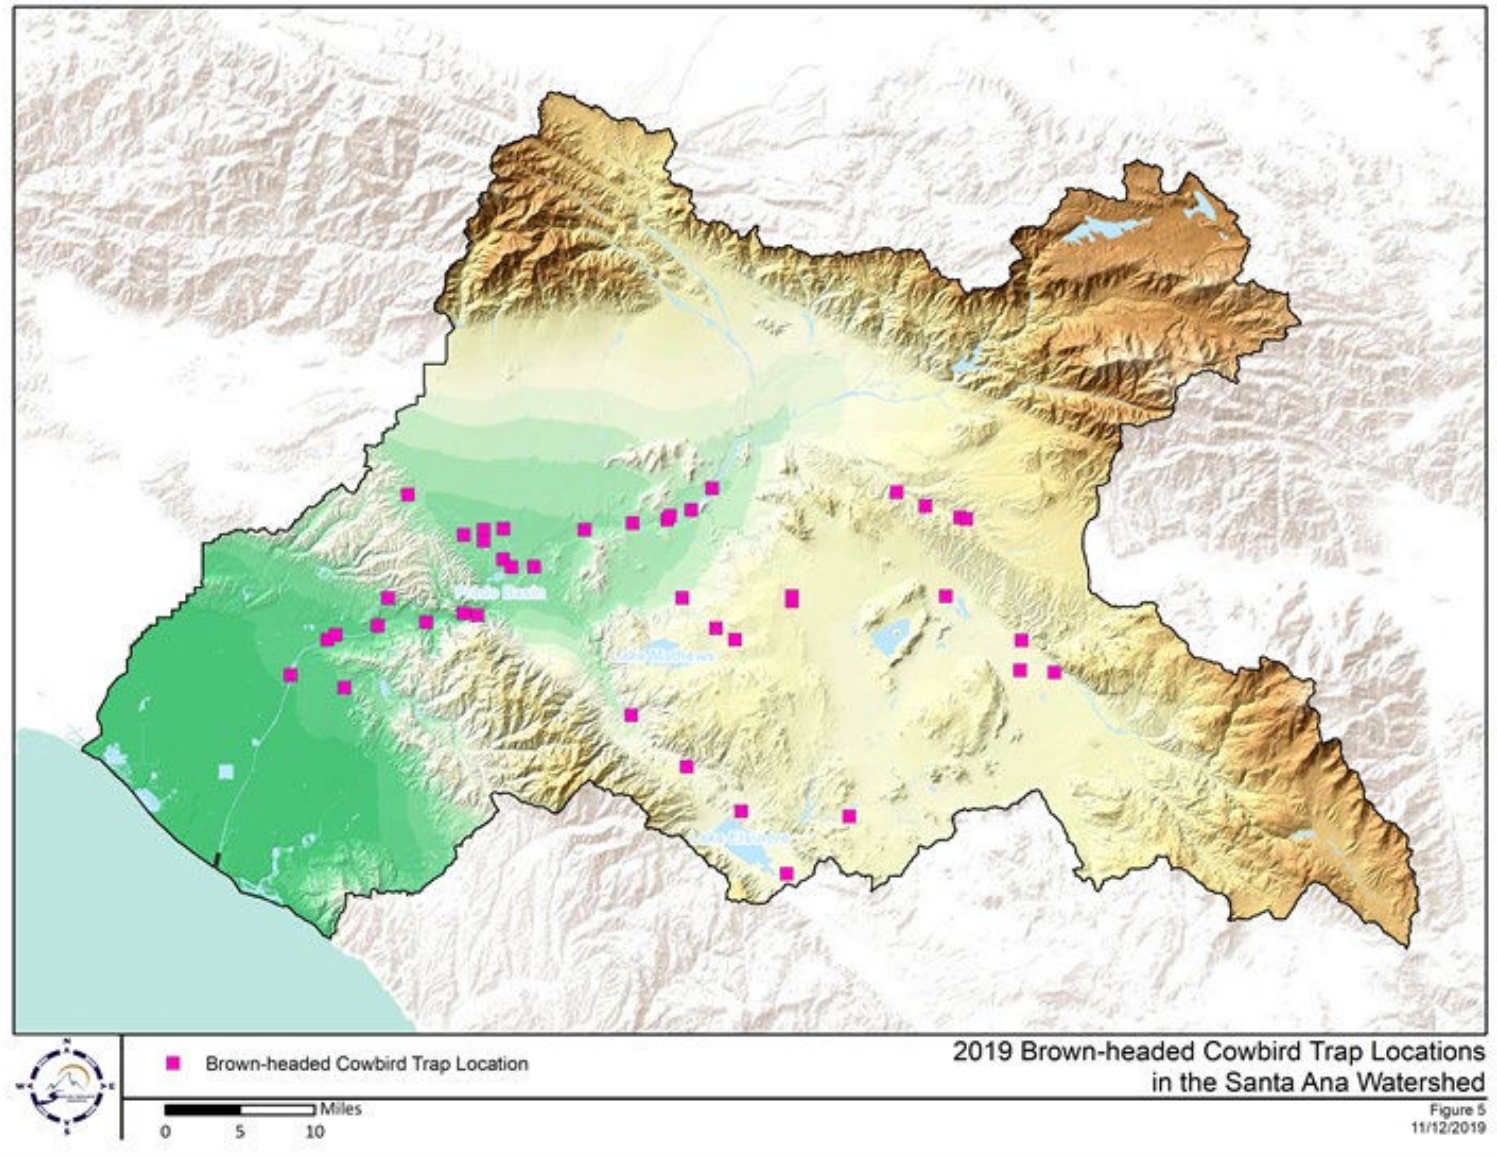 Prado Basin
Lake Mathews
Lake Elsinore
N
W
E
S
Brown-headed Cowbird Trap Location
Miles
0 5 10
2019 Brown-headed Cowbird Trap Locations
in the Santa Ana Watershed
Figure 5
11/12/2019